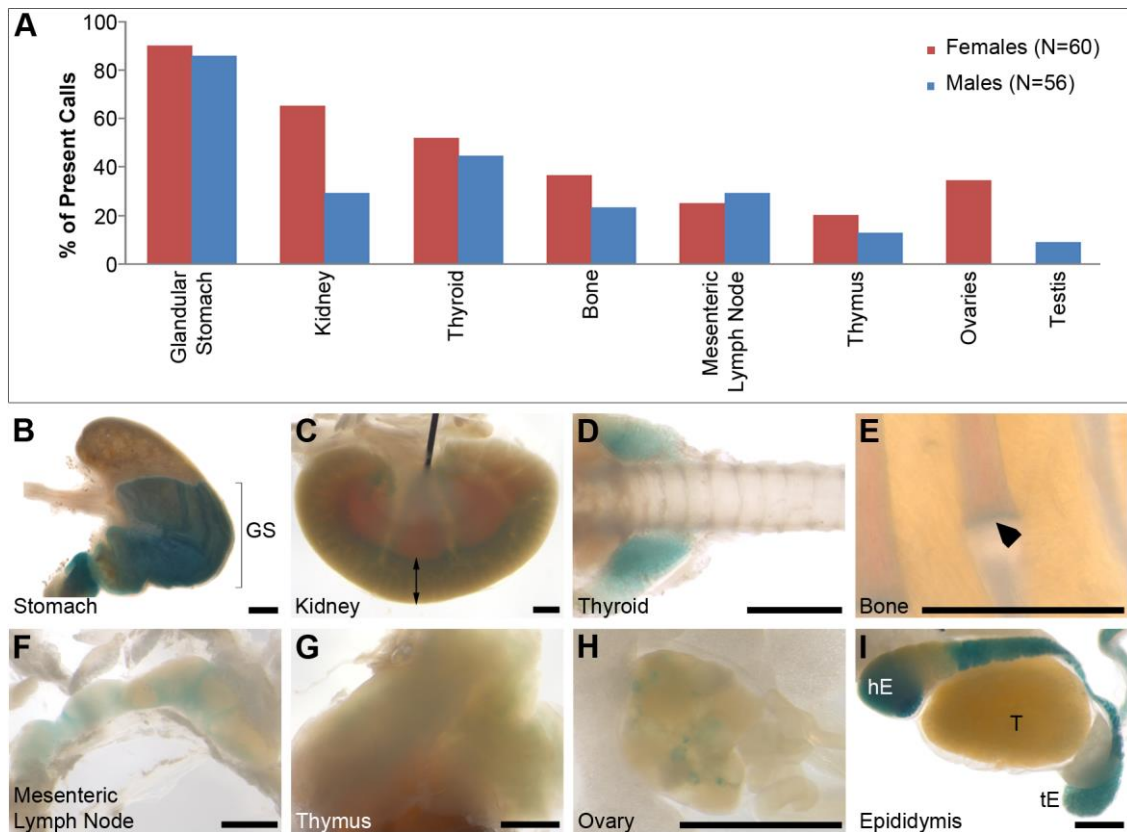 A
% of Present Calls
100
80
60
40
20
0
Females (N=60)
Males (N=56)
Glandular
Stomach
Kidney
Thyroid
Bone
Mesenteric
Lymph Node
Thymus
Ovaries
Testis
B
GS
Stomach
C
Kidney
D
Thyroid
E
Bone
F
Mesenteric
Lymph Node
G
Thymus
H
Ovary
I
hE
T
tE
Epididymis